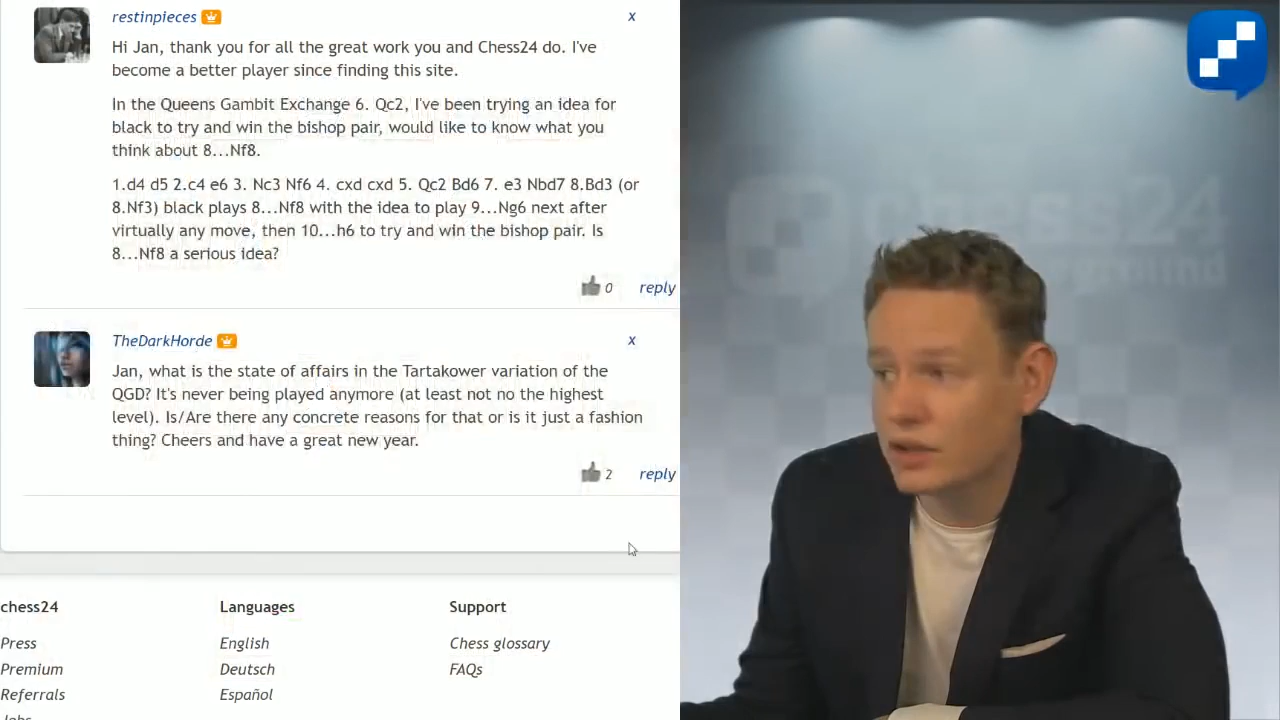 restinpieces
x
Hi Jan, thank you for all the great work you and Chess24 do. I've
become a better player since finding this site.
In the Queens Gambit Exchange 6. Qc2, I've been trying an idea for
black to try and win the bishop pair, would like to know what you
think about 8...Nf8.
1.d4 d5 2.c4 e6 3. Nc3 Nf6 4. cxd cxd 5. Qc2 Bd6 7. e3 Nbd7 8.Bd3 (or
8.Nf3) black plays 8...Nf8 with the idea to play 9...Ng6 next after
virtually any move, then 10...h6 to try and win the bishop pair. Is
8...Nf8 a serious idea?
0 reply
TheDarkHorde
x
Jan, what is the state of affairs in the Tartakower variation of the
QGD? It's never being played anymore (at least not no the highest
level). Is/Are there any concrete reasons for that or is it just a fashion
thing? Cheers and have a great new year.
2 reply
chess24
Languages
Support
Press
English
Chess glossary
Premium
Deutsch
FAQs
Referrals
Español
Jobs
chess24